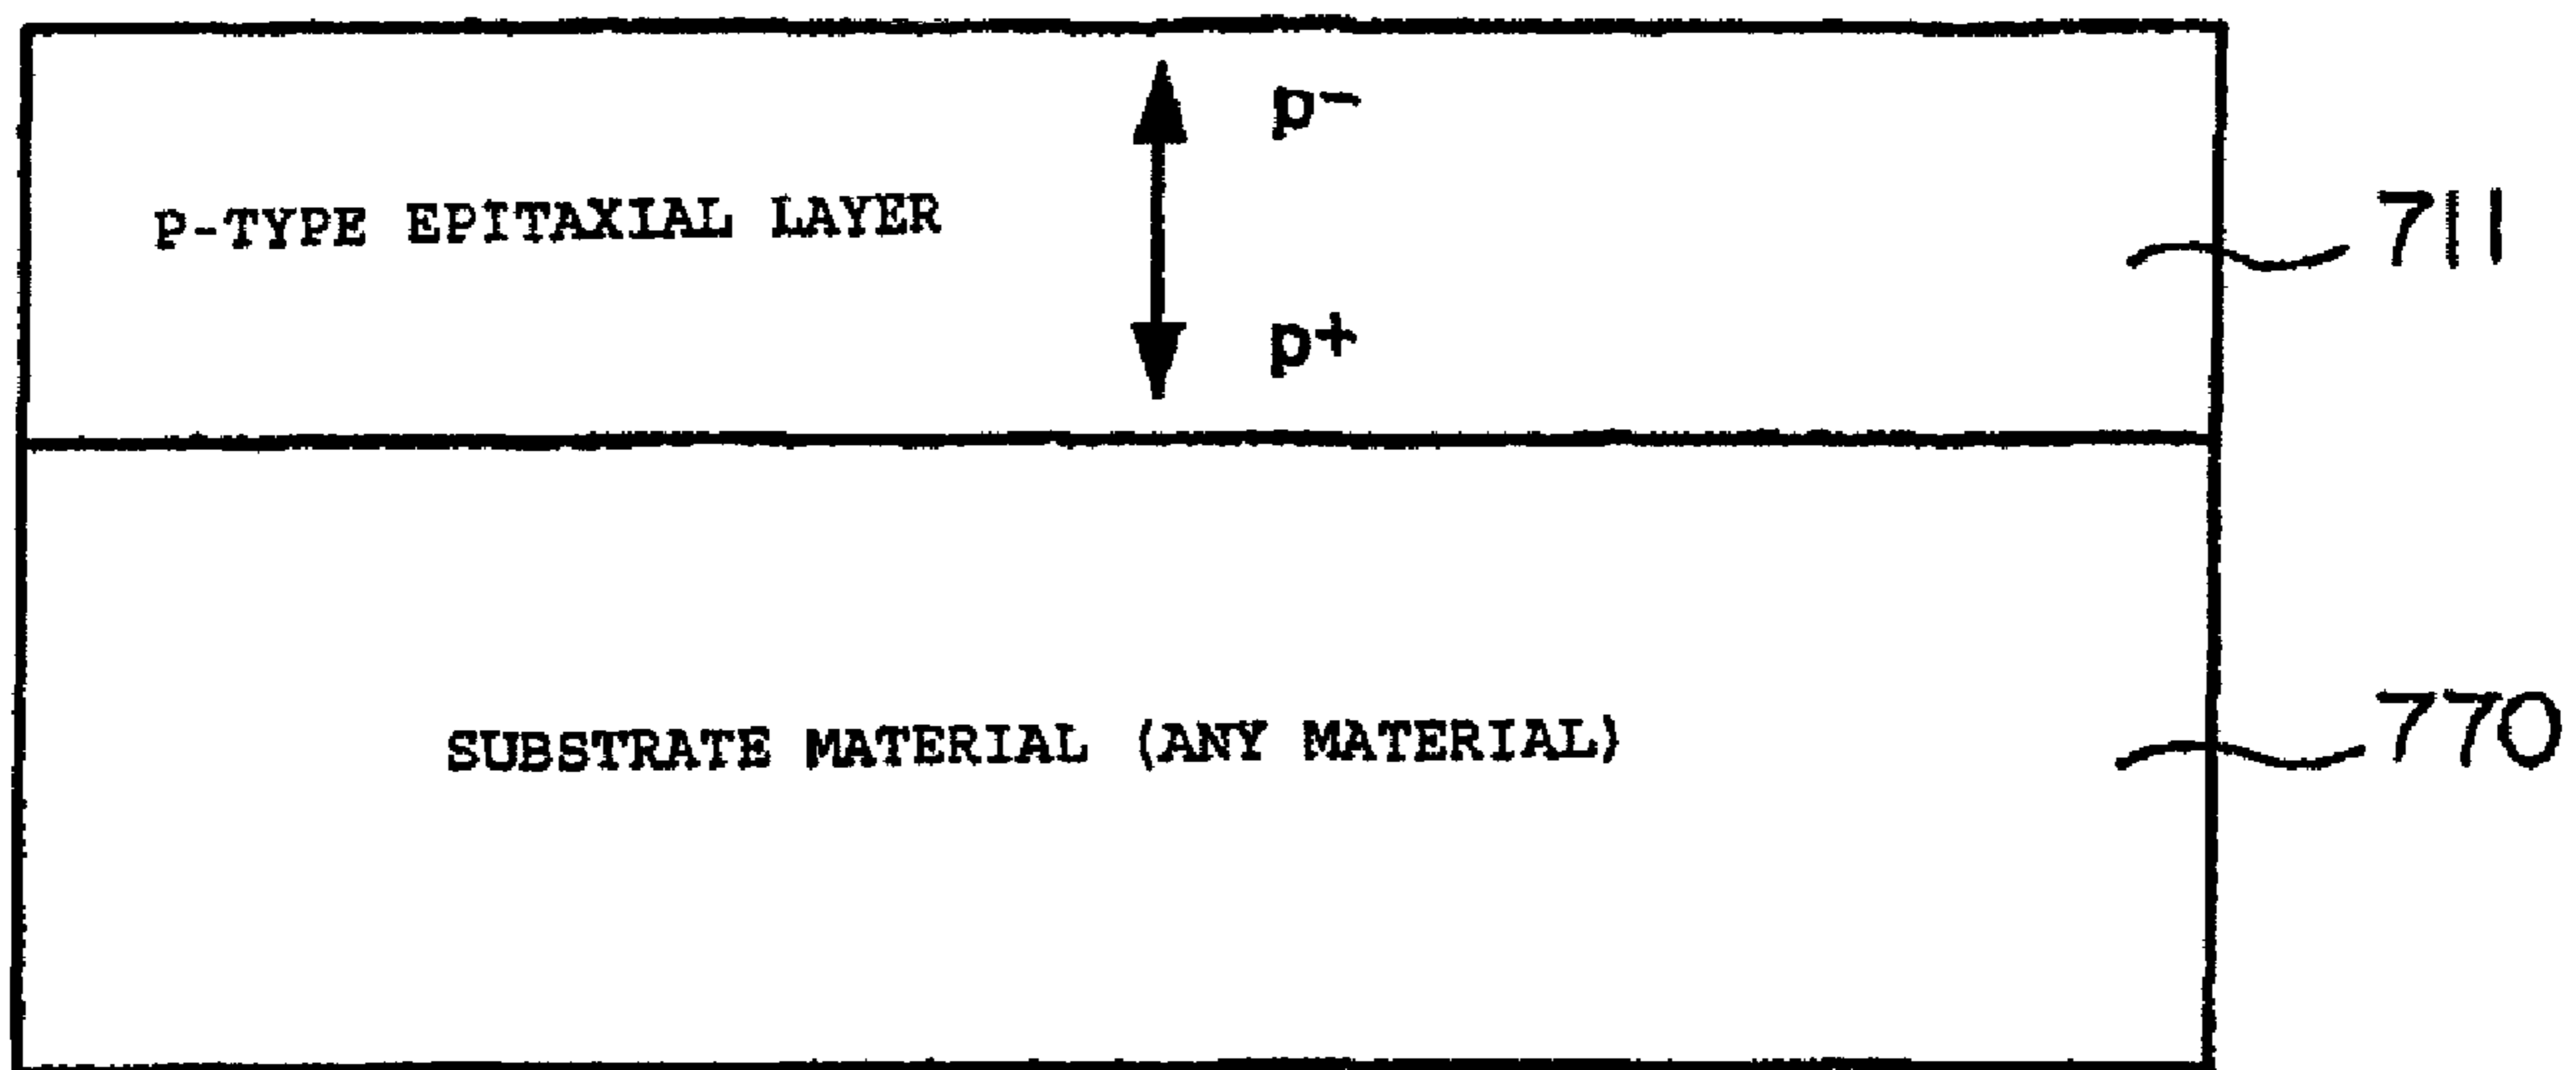 p-
P-TYPE EPITAXIAL LAYER
711
p+
SUBSTRATE MATERIAL (ANY MATERIAL)
770